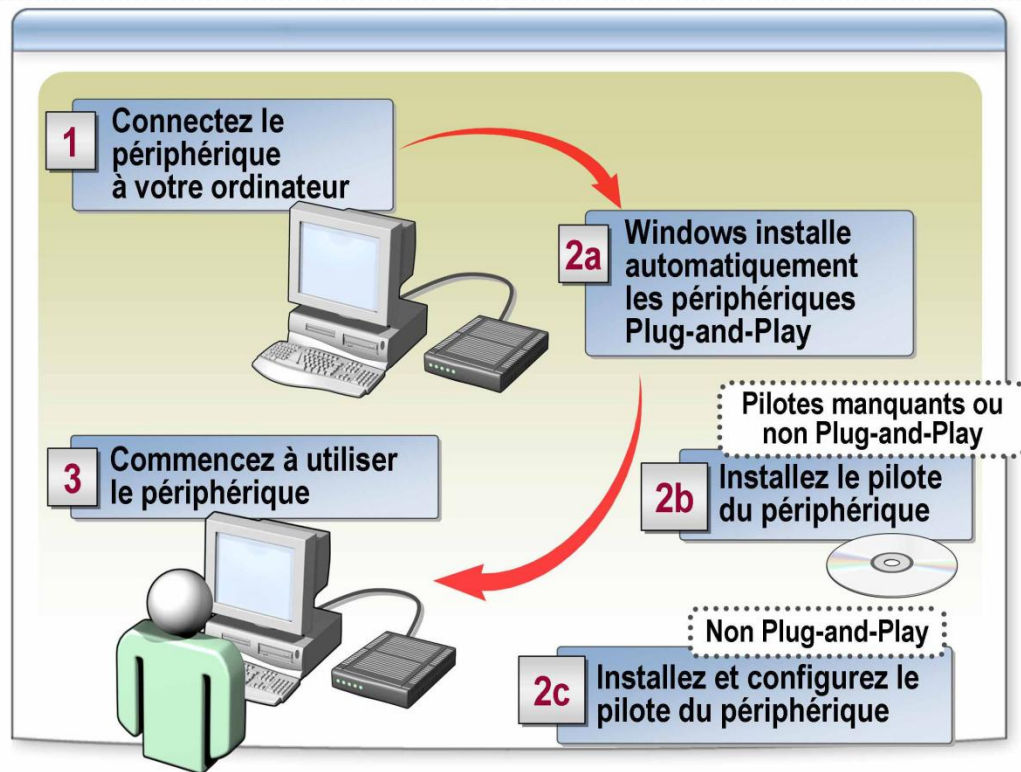 1
Connectez le
périphérique
à votre ordinateur
2a
Windows installe
automatiquement
les périphériques
Plug-and-Play
Pilotes manquants ou
non Plug-and-Play
2b
Installez le pilote
du périphérique
Non Plug-and-Play
2c
Installez et configurez le
pilote du périphérique
3
Commencez à utiliser
le périphérique